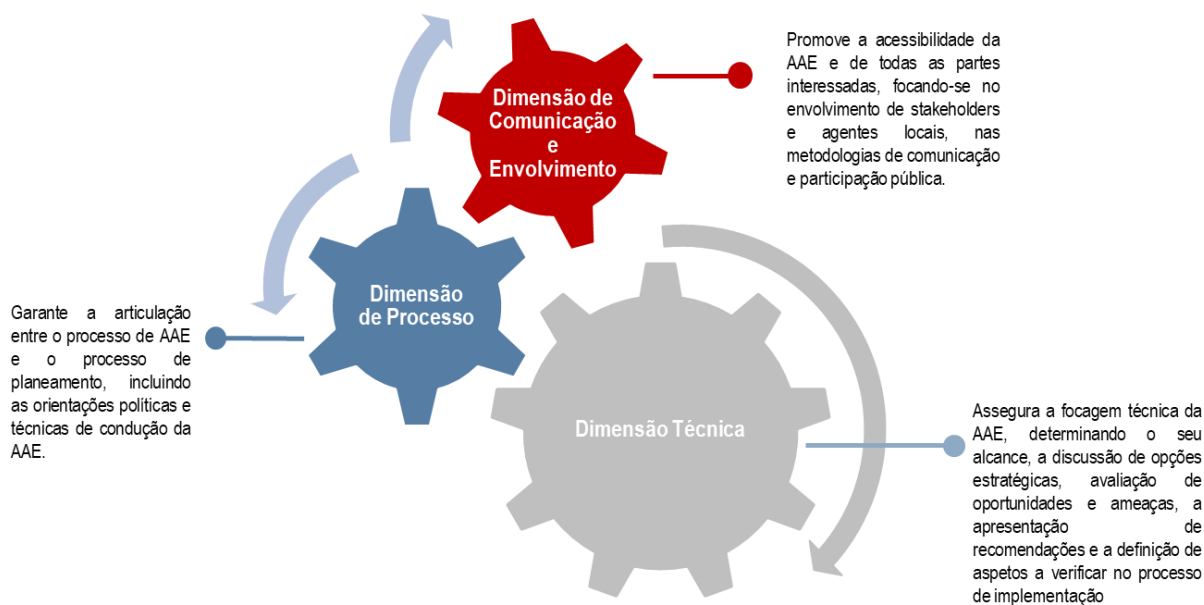 Dimensão de
Comunicação
e
Envolvimento
Promove a acessibilidade da
AAE e de todas as partes
interessadas, focando-se no
envolvimento de stakeholders
e agentes locais, nas
metodologias de comunicação
e participação pública.
Dimensão
de Processo
Garante a articulação
entre o processo de AAE
e o processo de
planeamento, incluindo
as orientações políticas e
técnicas de condução da
AAE.
Dimensão Técnica
Assegura a focagem técnica da
AAE, determinando o seu
alcance, a discussão de opções
estratégicas, avaliação de
oportunidades e ameaças, a
apresentação de
recomendações e a definição de
aspetos a verificar no processo
de implementação